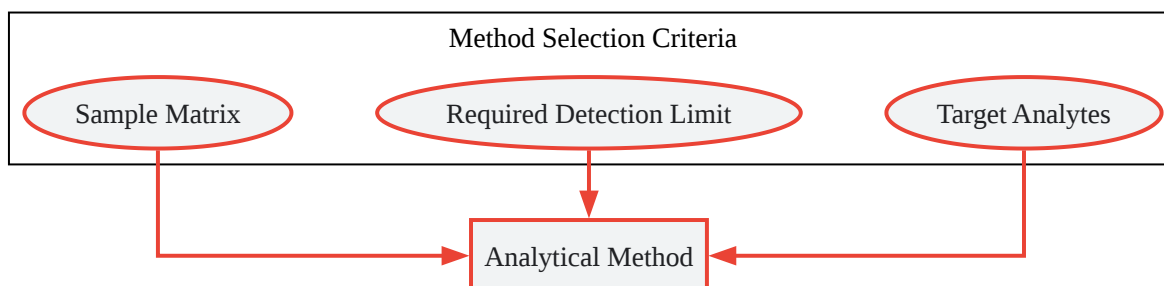 Method Selection Criteria
Sample Matrix
Required Detection Limit
Target Analytes
Analytical Method